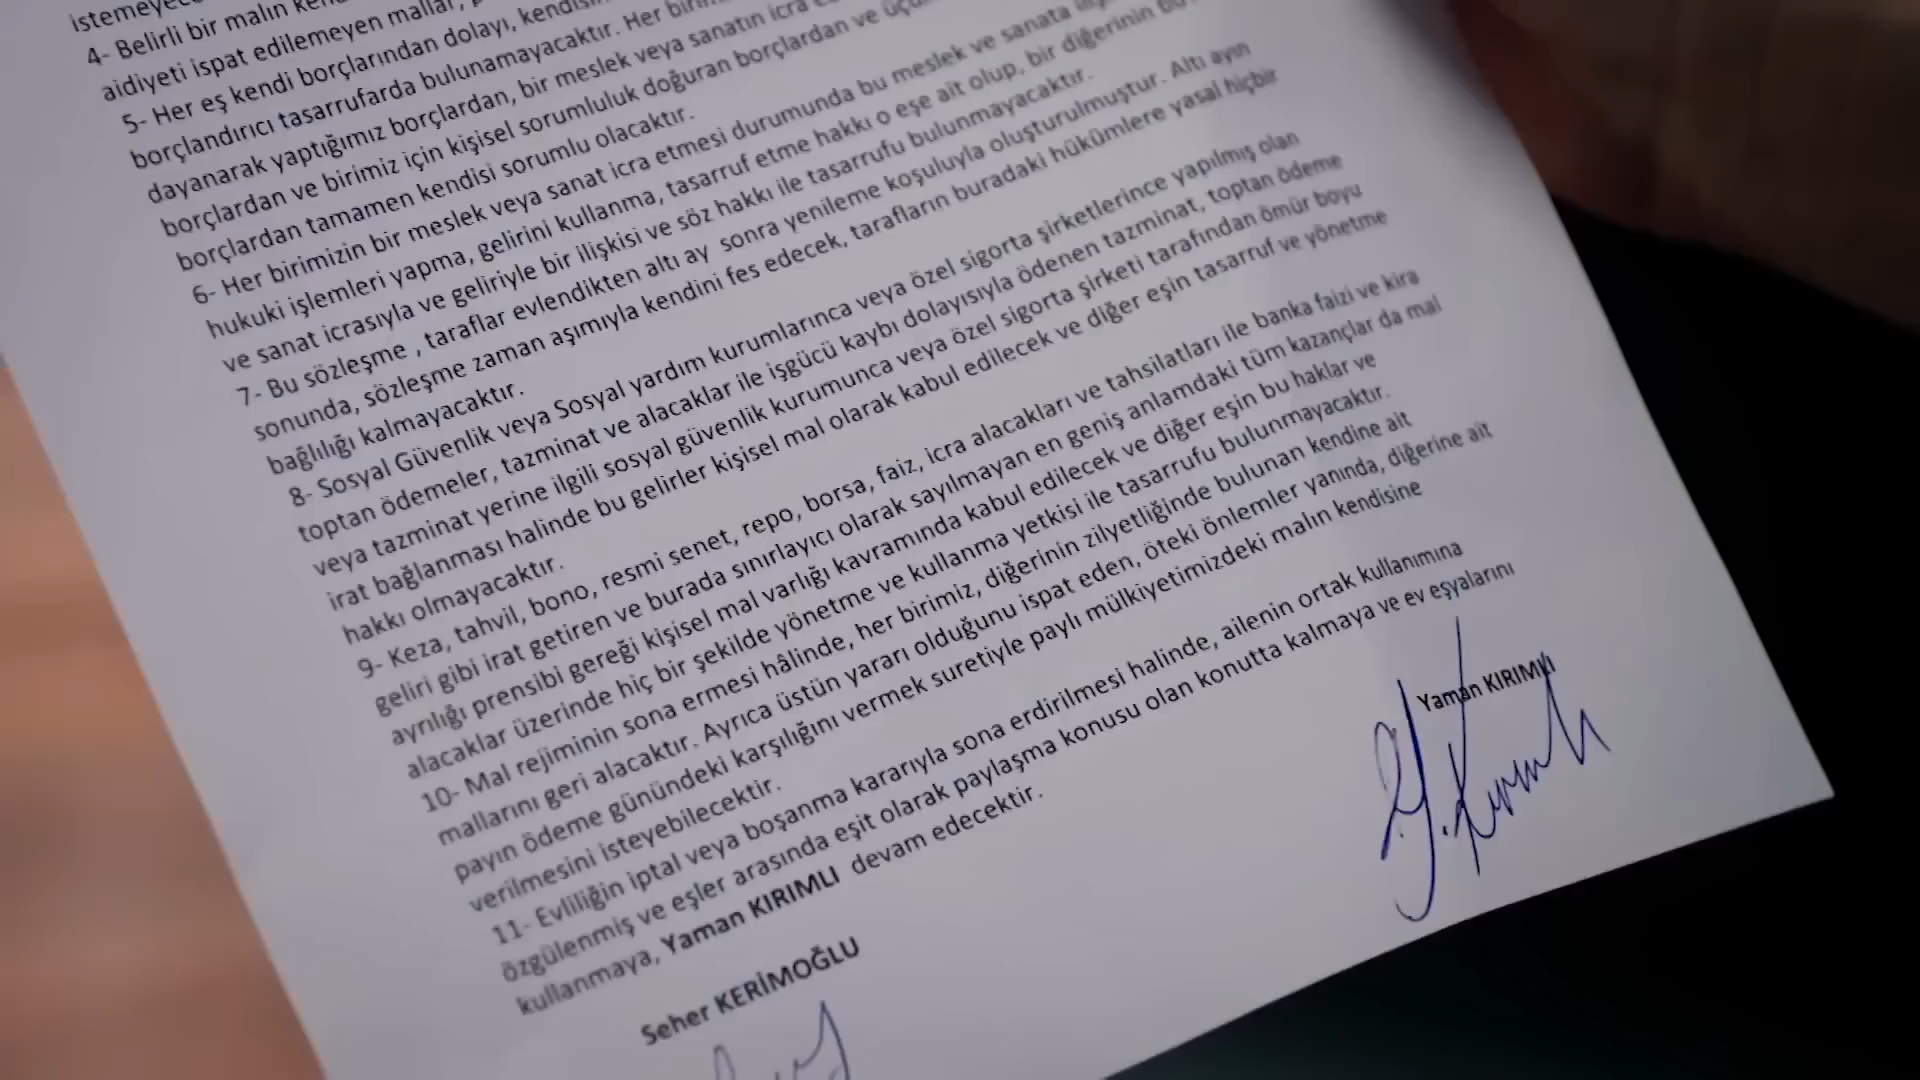 istemeyece
4- Belirli bir malın
aidiyeti ispat edilemeyen mallar,
5- Her eş kendi borçlarından dolayı,
borçlandırıcı tasarrufarda bulunamayacaktır. Her
dayanarak yaptığımız borçlardan, bir meslek veya sanatın icra
borçlardan ve birimiz için kişisel sorumluluk doğuran borçlardan ve
borçlardan tamamen kendisi sorumlu olacaktır.
6- Her birimizin bir meslek veya sanat icra etmesi durumunda bu meslek ve sanata
hukuki işlemleri yapma, gelirini kullanma, tasarruf etme hakkı o eşe ait olup, bir diğerinin
ve sanat icrasıyla ve geliriyle bir ilişkisi ve söz hakkı ile tasarrufu bulunmayacaktır.
7- Bu sözleşme , taraflar evlendikten altı ay sonra yenileme koşuluyla oluşturulmuştur. Altı ayın
sonunda, sözleşme zaman aşımıyla kendini fes edecek, tarafların buradaki hükümlere yasal hiçbir
bağlılığı kalmayacaktır.
8- Sosyal Güvenlik veya Sosyal yardım kurumlarınca veya özel sigorta şirketlerince yapılmış olan
toptan ödemeler, tazminat ve alacaklar ile işgücü kaybı dolayısıyla ödenen tazminat, toptan ödeme
veya tazminat yerine ilgili sosyal güvenlik kurumunca veya özel sigorta şirketi tarafından ömür boyu
irat bağlanması halinde bu gelirler kişisel mal olarak kabul edilecek ve diğer eşin tasarruf ve yönetme
hakkı olmayacaktır.
9- Keza, tahvil, bono, resmi senet, repo, borsa, faiz, icra alacakları ve tahsilatları ile banka faizi ve kira
geliri gibi irat getiren ve burada sınırlayıcı olarak sayılmayan en geniş anlamdaki tüm kazançlar da mal
ayrılığı prensibi gereği kişisel mal varlığı kavramında kabul edilecek ve diğer eşin bu haklar ve
alacaklar üzerinde hiç bir şekilde yönetme ve kullanma yetkisi ile tasarrufu bulunmayacaktır.
10- Mal rejiminin sona ermesi hâlinde, her birimiz, diğerinin zilyetliğinde bulunan kendine ait
mallarını geri alacaktır. Ayrıca üstün yararı olduğunu ispat eden, öteki önlemler yanında, diğerine ait
payın ödeme günündeki karşılığını vermek suretiyle paylı mülkiyetimizdeki malın kendisine
verilmesini isteyebilecektir.
11- Evliliğin iptal veya boşanma kararıyla sona erdirilmesi halinde, ailenin ortak kullanımına
özgülenmiş ve eşler arasında eşit olarak paylaşma konusu olan konutta kalmaya ve ev eşyalarını
kullanmaya, Yaman KIRIMLI devam edecektir.
Yaman KIRIMLI
Y.Kırımlı
Seher KERİMOĞLU